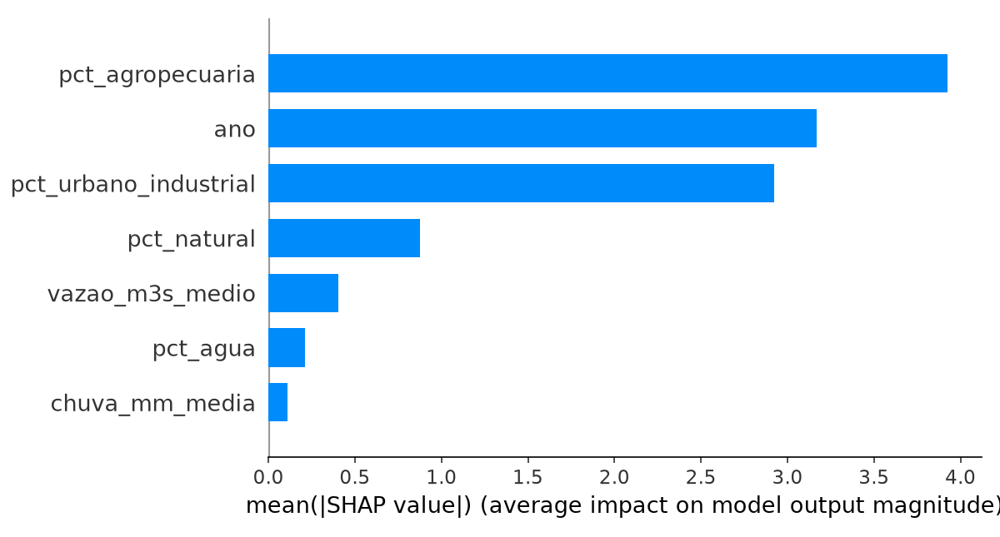 pct_agropecuaria
ano
pct_urbano_industrial
pct_natural
vazao_m3s_medio
pct_agua
chuva_mm_media
0.0 0.5 1.0 1.5 2.0 2.5 3.0 3.5 4.0
mean(|SHAP value|) (average impact on model output magnitude)